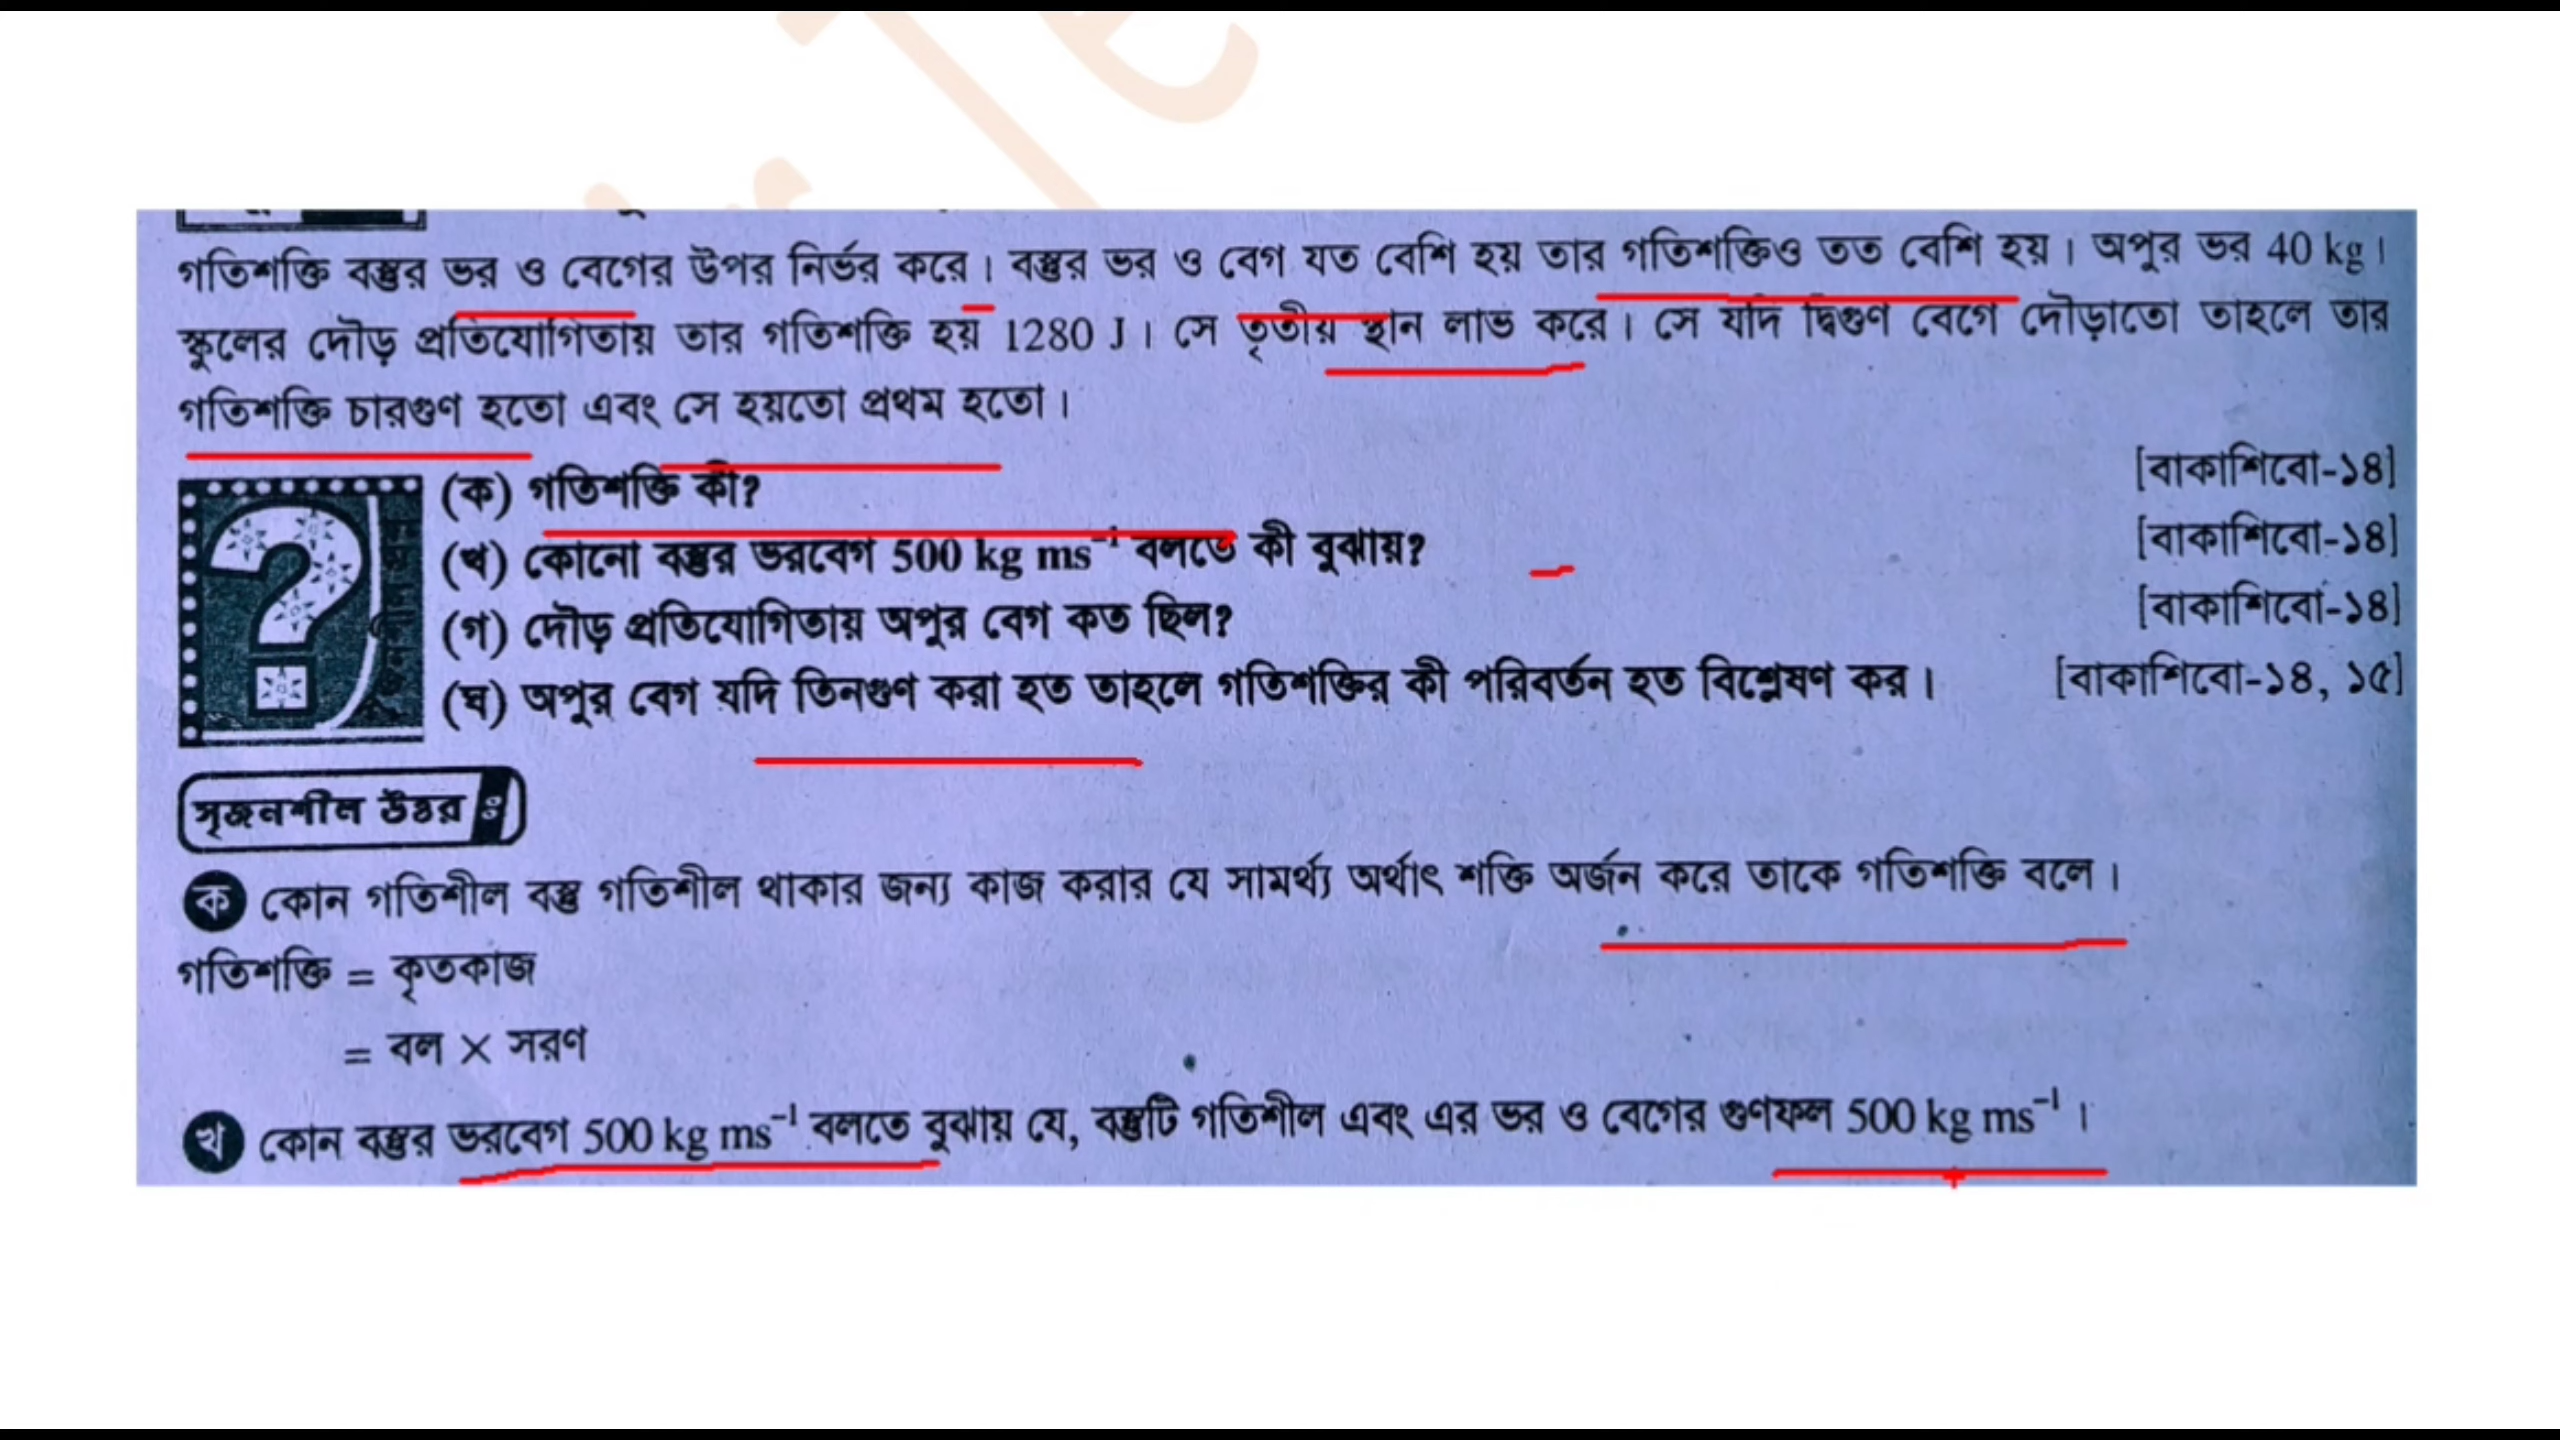 গতিশক্তি বস্তুর ভর ও বেগের উপর নির্ভর করে। বস্তুর ভর ও বেগ যত বেশি হয় তার গতিশক্তিও তত বেশি হয়। অপুর ভর 40 kg।
স্কুলের দৌড় প্রতিযোগিতায় তার গতিশক্তি হয় 1280 J। সে তৃতীয় স্থান লাভ করে। সে যদি দ্বিগুণ বেগে দৌড়াতো তাহলে তার
গতিশক্তি চারগুণ হতো এবং সে হয়তো প্রথম হতো।
(ক) গতিশক্তি কী? [বাকাশিবো-১৪]
(খ) কোনো বস্তুর ভরবেগ 500 kg ms⁻¹ বলতে কী বুঝায়? [বাকাশিবো-১৪]
(গ) দৌড় প্রতিযোগিতায় অপুর বেগ কত ছিল? [বাকাশিবো-১৪]
(ঘ) অপুর বেগ যদি তিনগুণ করা হত তাহলে গতিশক্তির কী পরিবর্তন হত বিশ্লেষণ কর। [বাকাশিবো-১৪, ১৫]
সৃজনশীল উত্তর ঃ
ক কোন গতিশীল বস্তু গতিশীল থাকার জন্য কাজ করার যে সামর্থ্য অর্থাৎ শক্তি অর্জন করে তাকে গতিশক্তি বলে।
গতিশক্তি = কৃতকাজ
= বল × সরণ
খ কোন বস্তুর ভরবেগ 500 kg ms⁻¹ বলতে বুঝায় যে, বস্তুটি গতিশীল এবং এর ভর ও বেগের গুণফল 500 kg ms⁻¹।